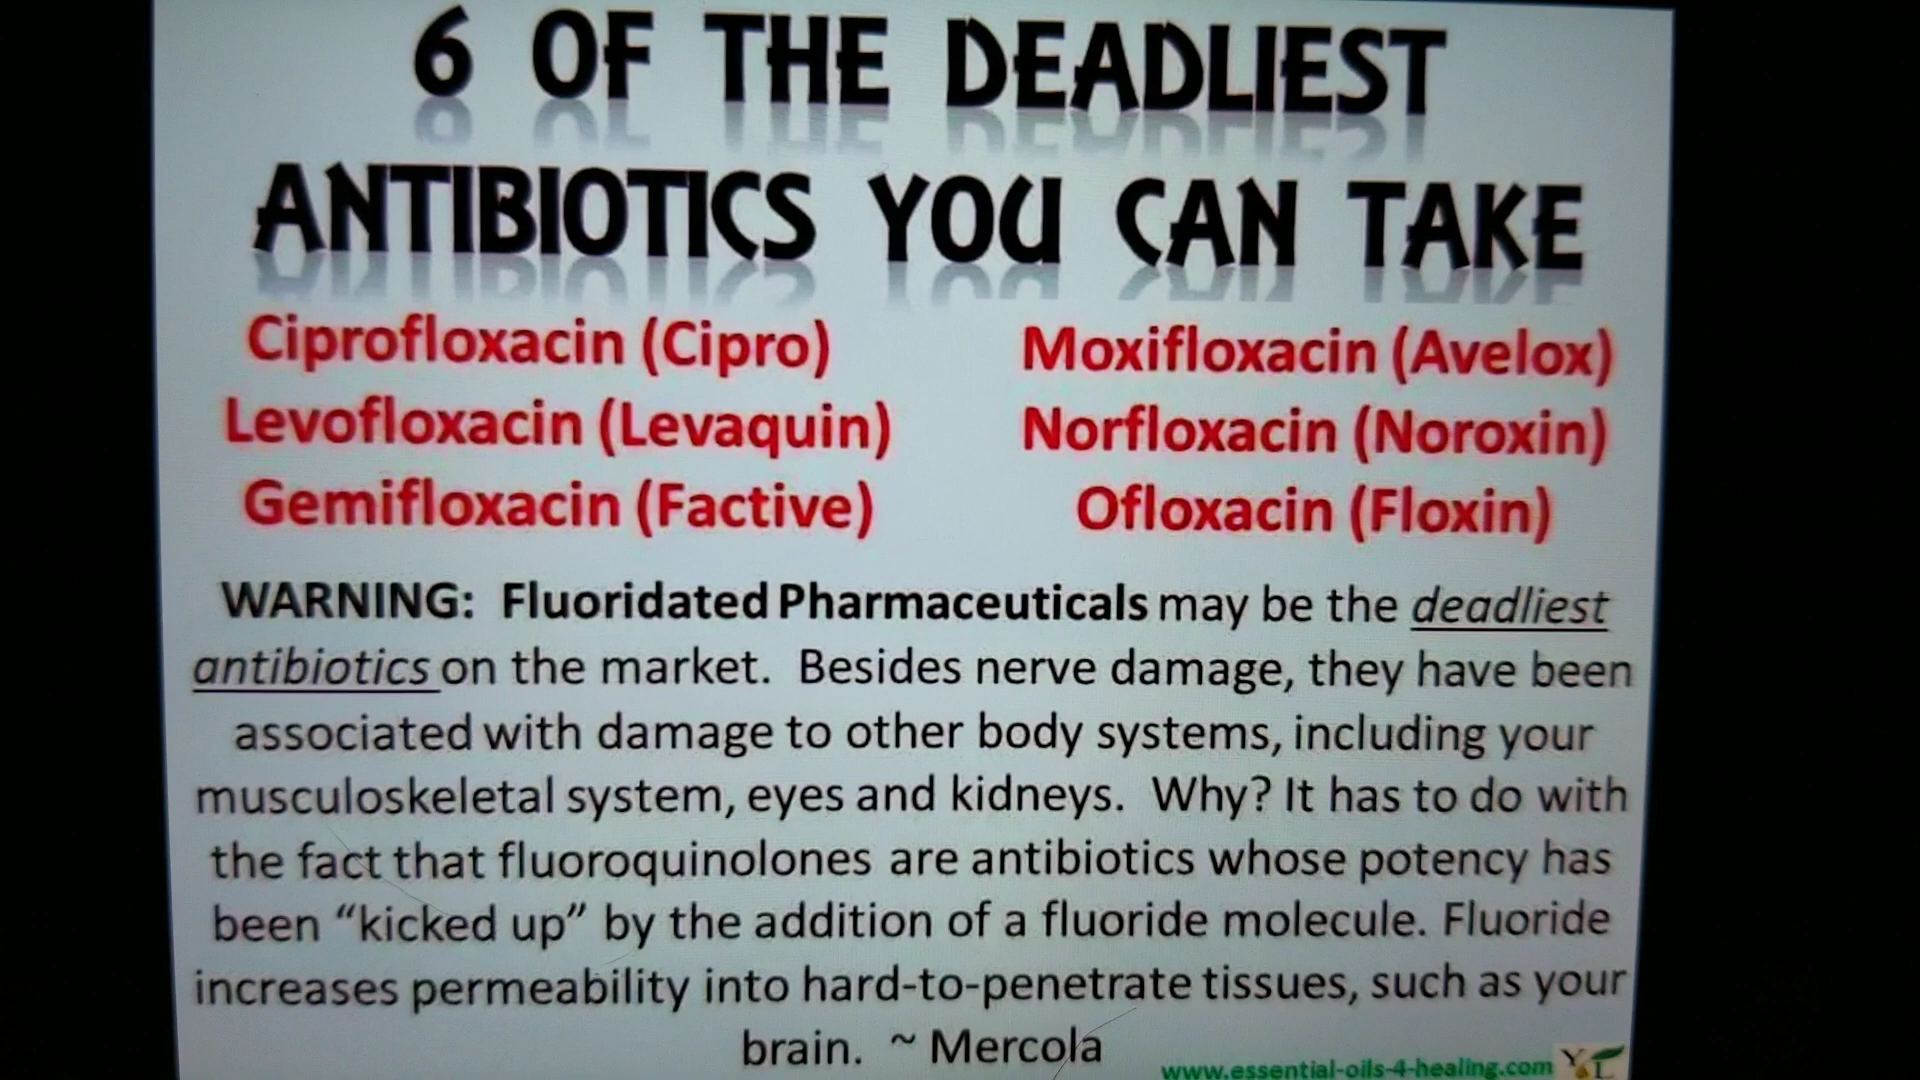 6 OF THE DEADLIEST
ANTIBIOTICS YOU CAN TAKE
Ciprofloxacin (Cipro) Moxifloxacin (Avelox)
Levofloxacin (Levaquin) Norfloxacin (Noroxin)
Gemifloxacin (Factive) Ofloxacin (Floxin)
WARNING: Fluoridated Pharmaceuticals may be the deadliest
antibiotics on the market. Besides nerve damage, they have been
associated with damage to other body systems, including your
musculoskeletal system, eyes and kidneys. Why? It has to do with
the fact that fluoroquinolones are antibiotics whose potency has
been “kicked up” by the addition of a fluoride molecule. Fluoride
increases permeability into hard-to-penetrate tissues, such as your
brain. ~ Mercola
www.essential-oils-4-healing.com YL